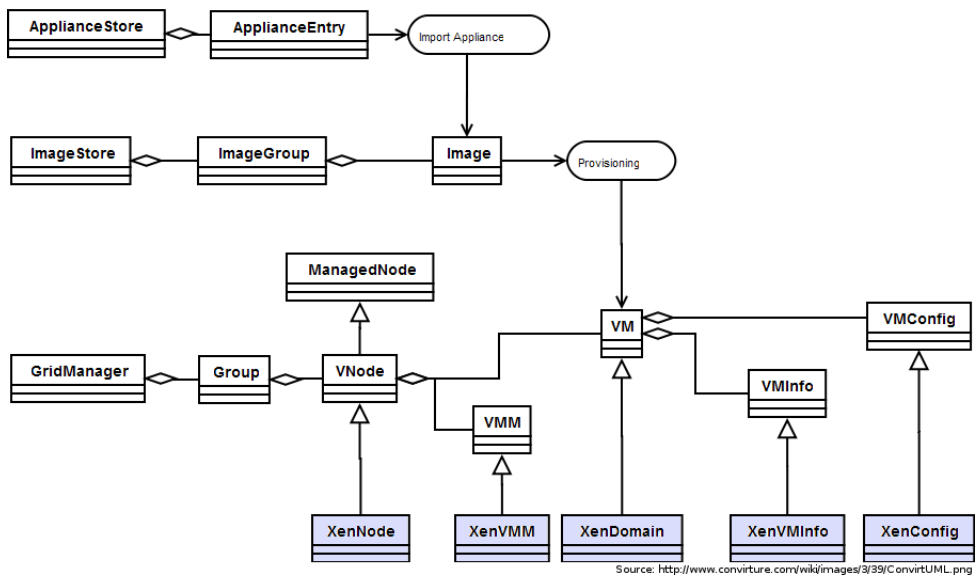 ApplianceStore
ApplianceEntry
Import Appliance
ImageStore
ImageGroup
Image
Provisioning
ManagedNode
VM
VMConfig
GridManager
Group
VNode
VMInfo
VMM
XenNode
XenVMM
XenDomain
XenVMInfo
XenConfig
Source: http://www.convirture.com/wiki/images/3/39/ConvirtUML.png